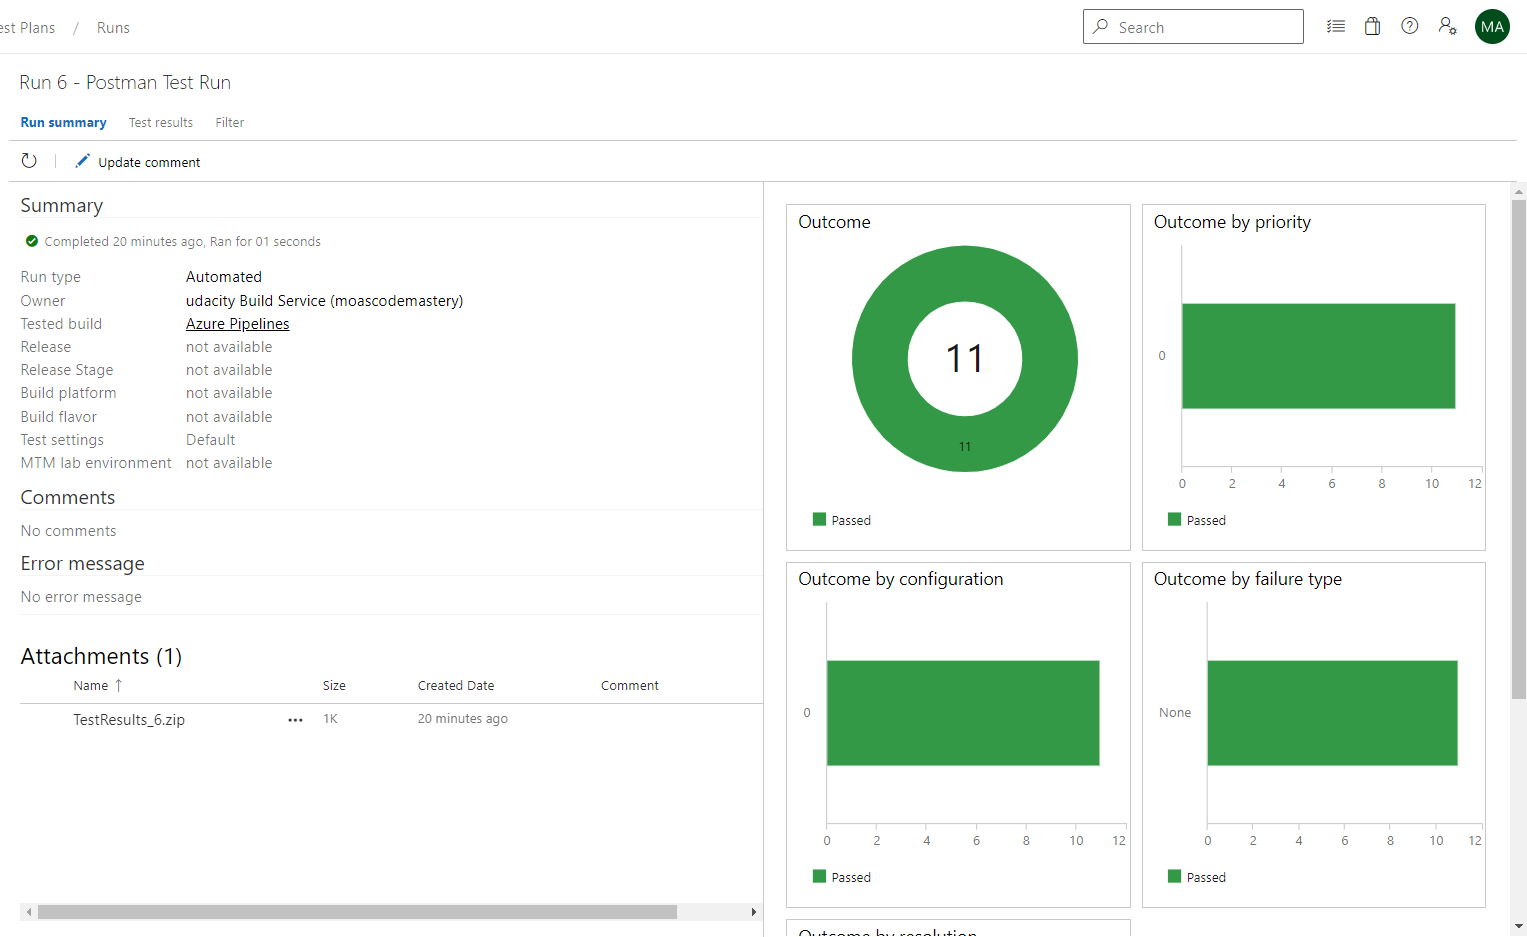 est Plans / Runs
Search
MA
Run 6 - Postman Test Run
Run summary Test results Filter
Update comment
Summary
Completed 20 minutes ago, Ran for 01 seconds
Run type Automated
Owner udacity Build Service (moascodemastery)
Tested build Azure Pipelines
Release not available
Release Stage not available
Build platform not available
Build flavor not available
Test settings Default
MTM lab environment not available
Comments
No comments
Error message
No error message
Attachments (1)
Name ↑ Size Created Date Comment
TestResults_6.zip ... 1K 20 minutes ago
Outcome
11
11
Passed
Outcome by priority
0
0 2 4 6 8 10 12
Passed
Outcome by configuration
0
0 2 4 6 8 10 12
Passed
Outcome by failure type
None
0 2 4 6 8 10 12
Passed
Outcome by resolution